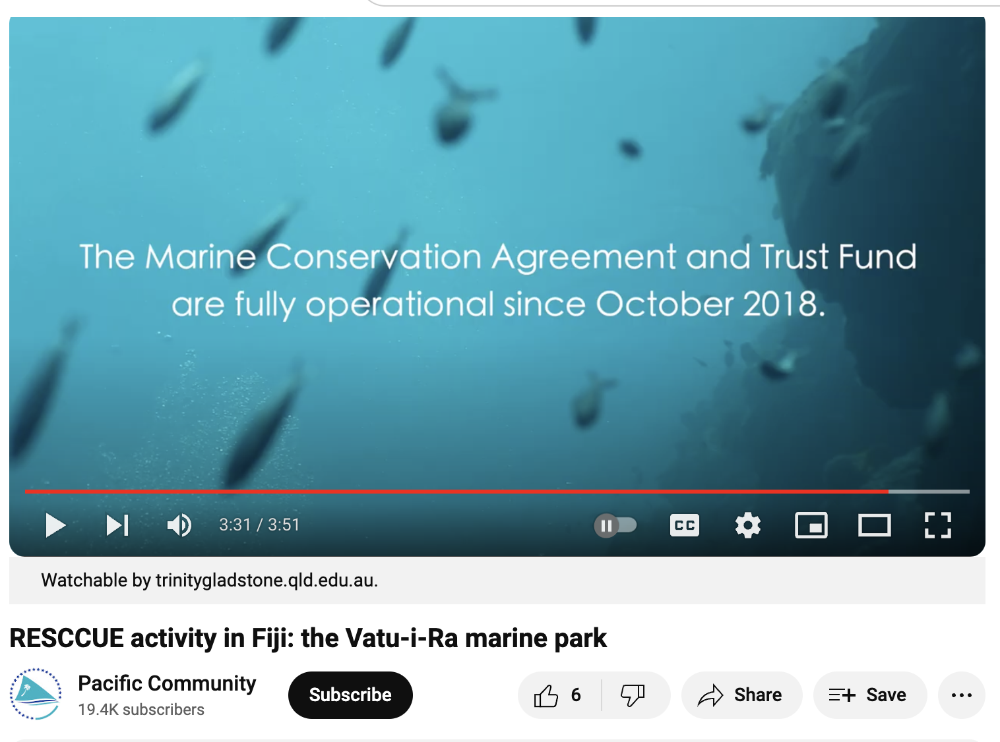 The Marine Conservation Agreement and Trust Fund
are fully operational since October 2018.
3:31 / 3:51
CC
Watchable by trinitygladstone.qld.edu.au.
RESCCUE activity in Fiji: the Vatu-i-Ra marine park
Pacific Community
19.4K subscribers
Subscribe
6
Share
Save